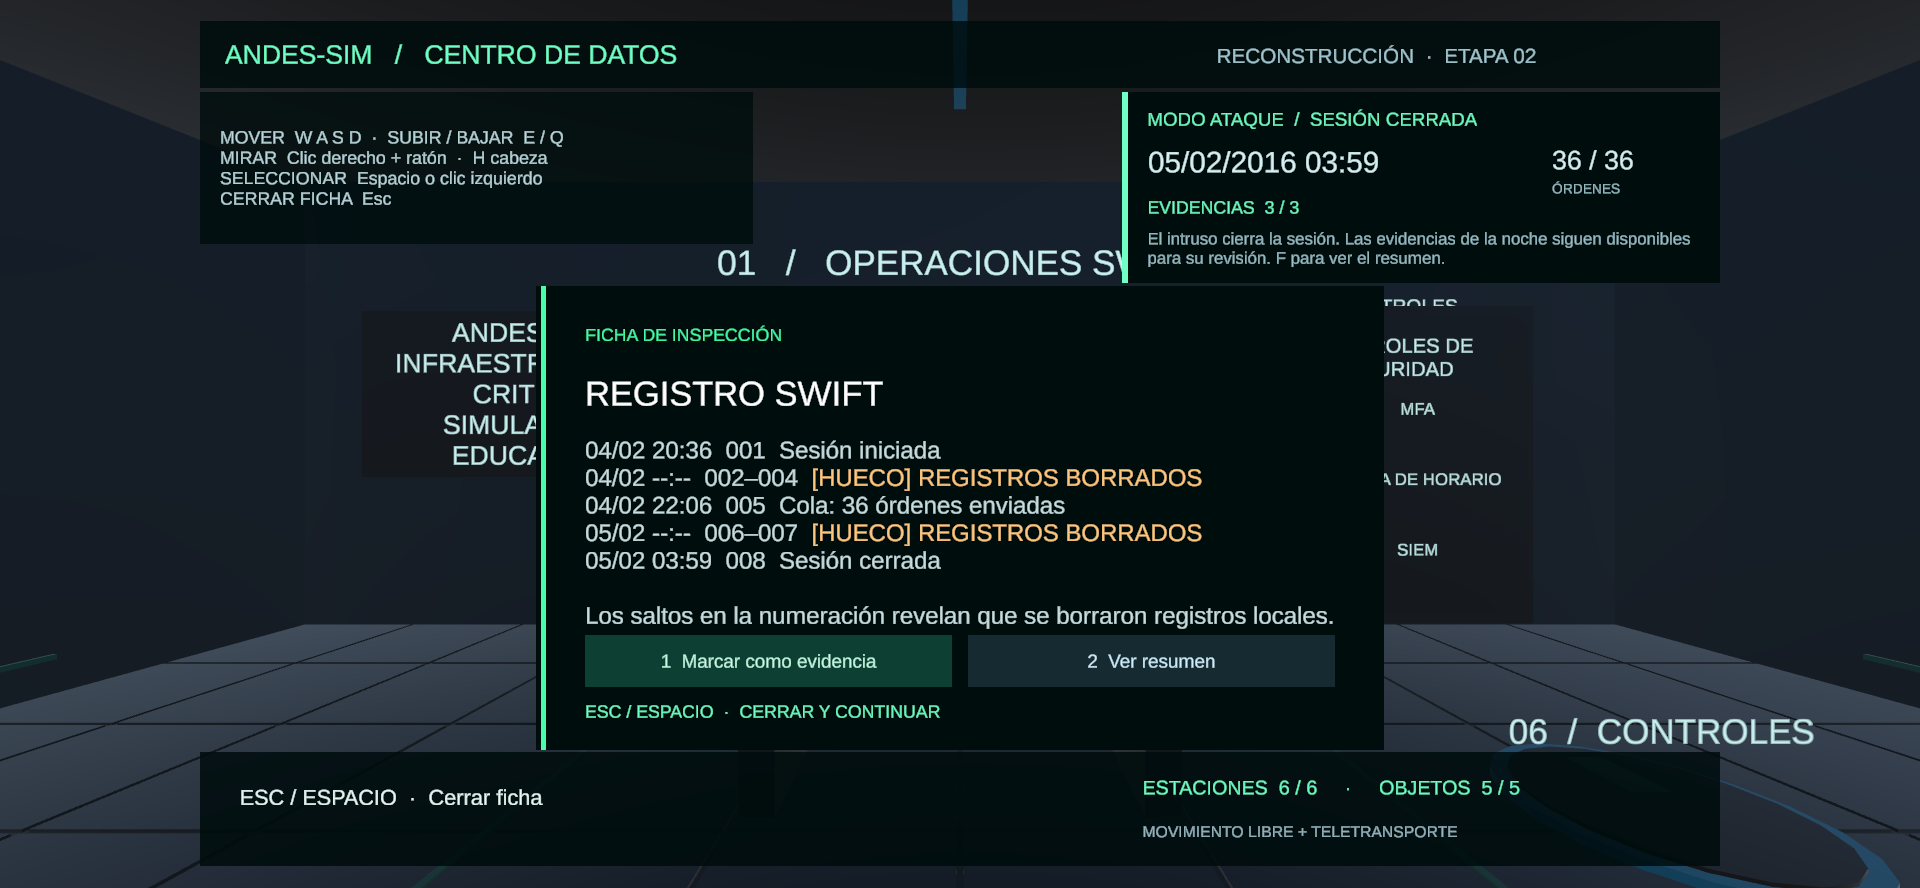 ANDES-SIM / CENTRO DE DATOS
RECONSTRUCCIÓN · ETAPA 02
MOVER W A S D · SUBIR / BAJAR E / Q
MIRAR Clic derecho + ratón · H cabeza
SELECCIONAR Espacio o clic izquierdo
CERRAR FICHA Esc
MODO ATAQUE / SESIÓN CERRADA
05/02/2016 03:59
36 / 36
ÓRDENES
EVIDENCIAS 3 / 3
El intruso cierra la sesión. Las evidencias de la noche siguen disponibles
para su revisión. F para ver el resumen.
01 / OPERACIONES
ANDES
INFRAEST
CRIT
SIMULA
EDUCA
FICHA DE INSPECCIÓN
REGISTRO SWIFT
04/02 20:36 001 Sesión iniciada
04/02 --:-- 002–004 [HUECO] REGISTROS BORRADOS
04/02 22:06 005 Cola: 36 órdenes enviadas
05/02 --:-- 006–007 [HUECO] REGISTROS BORRADOS
05/02 03:59 008 Sesión cerrada
Los saltos en la numeración revelan que se borraron registros locales.
1 Marcar como evidencia
2 Ver resumen
ESC / ESPACIO · CERRAR Y CONTINUAR
TROLES
OLES DE
URIDAD
MFA
A DE HORARIO
SIEM
06 / CONTROLES
ESC / ESPACIO · Cerrar ficha
ESTACIONES 6 / 6 · OBJETOS 5 / 5
MOVIMIENTO LIBRE + TELETRANSPORTE